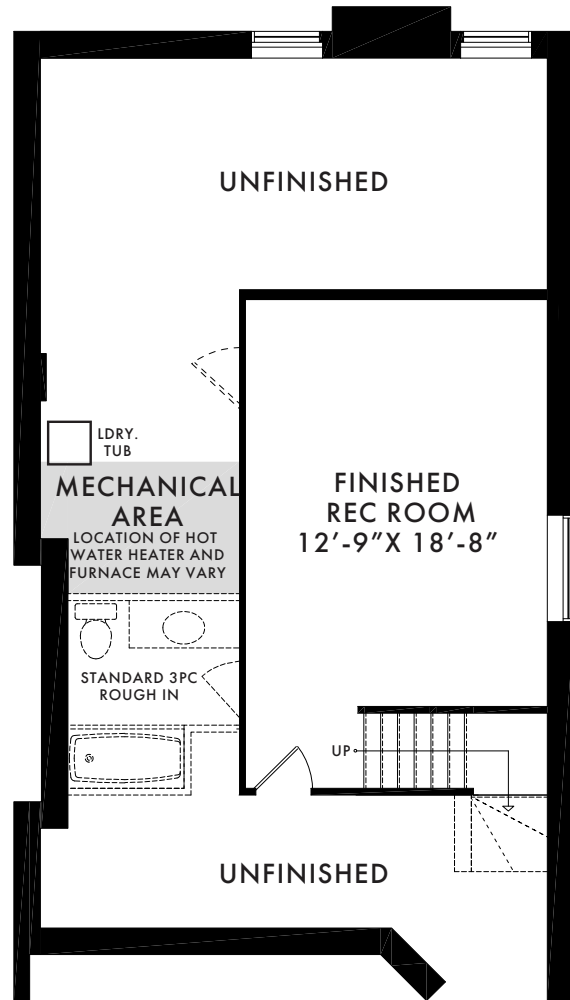 UNFINISHED
LDRY.
TUB
MECHANICAL
AREA
LOCATION OF HOT
WATER HEATER AND
FURNACE MAY VARY
FINISHED
REC ROOM
12’-9”X 18’-8”
STANDARD 3PC
ROUGH IN
UP
UNFINISHED